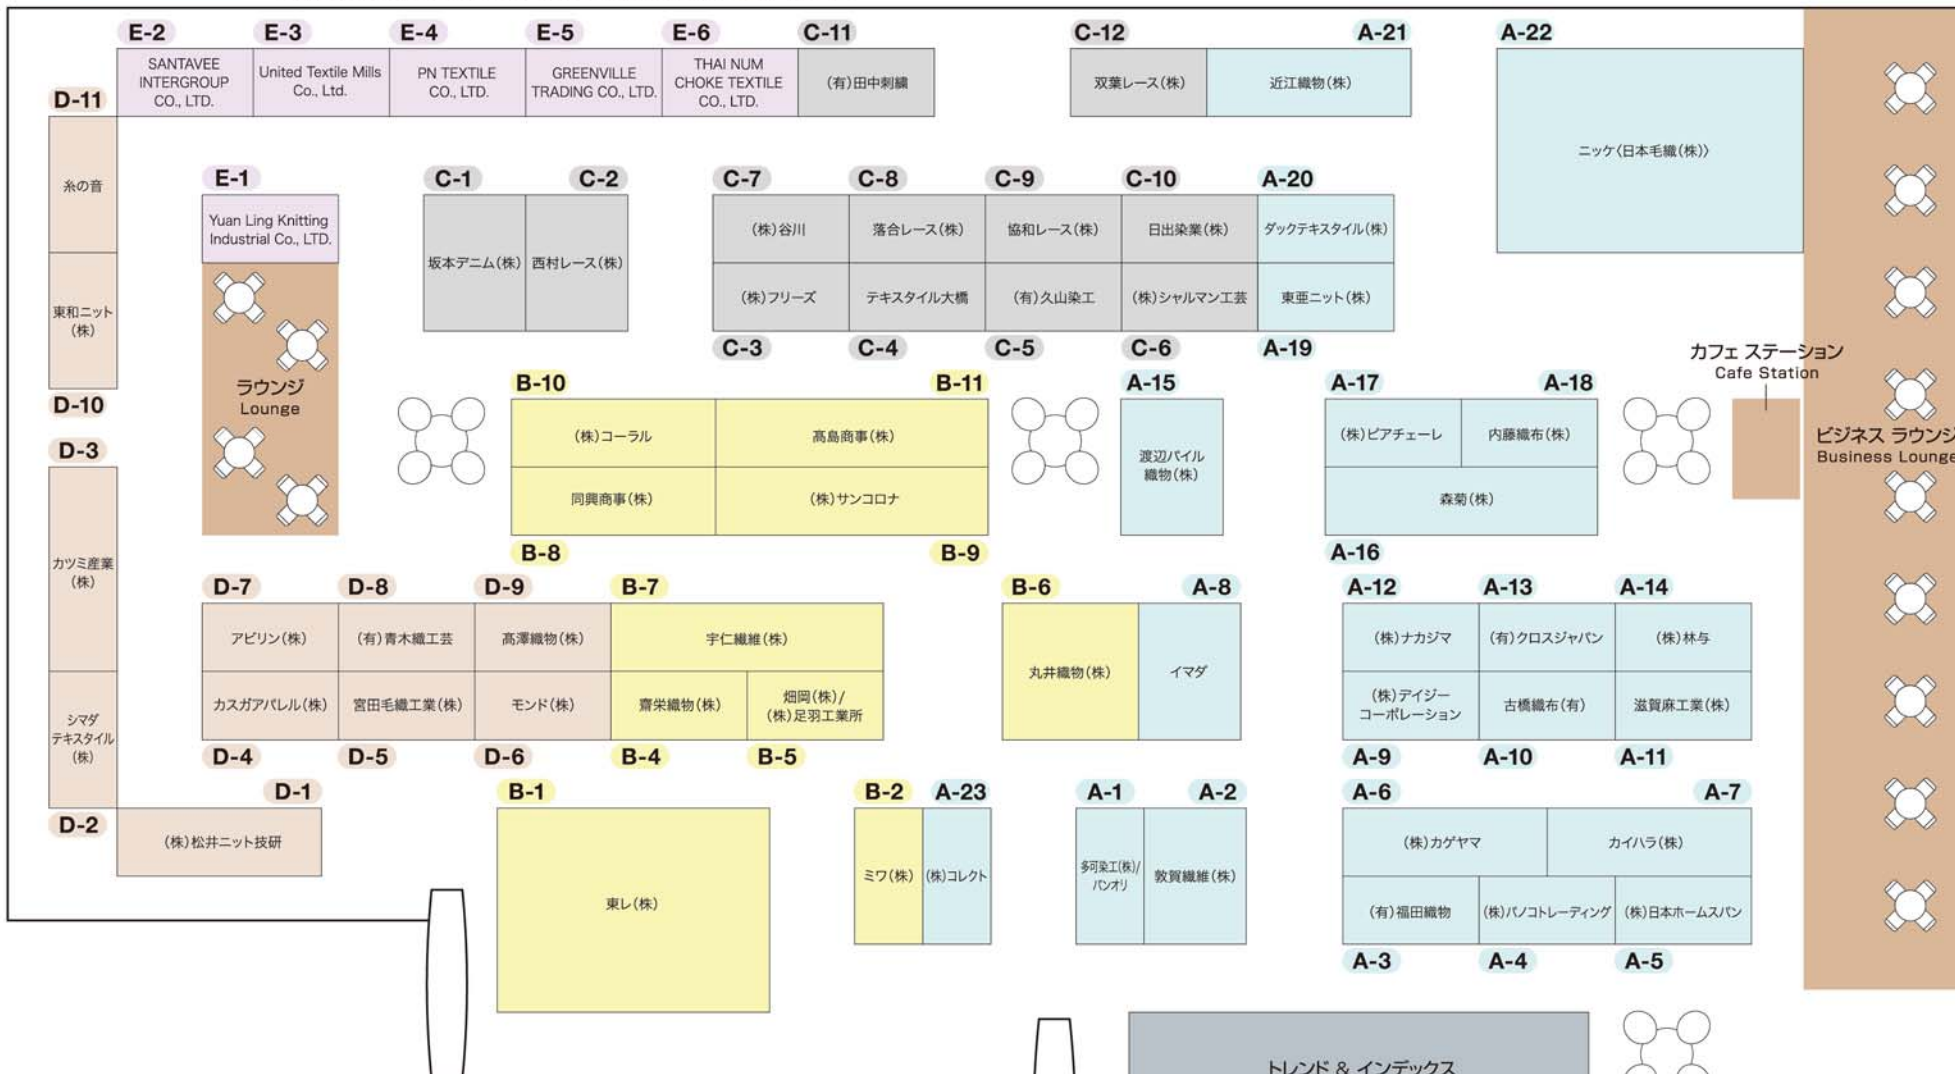 E-2
E-3
E-4
E-5
E-6
C-11
C-12
A-21
A-22
SANTAVEE
INTERGROUP
CO., LTD.
United Textile Mills
Co., Ltd.
PN TEXTILE
CO., LTD.
GREENVILLE
TRADING CO., LTD.
THAI NUM
CHOKE TEXTILE
CO., LTD.
(有)田中刺繍
双葉レース(株)
近江織物(株)
ニッケ〈日本毛織(株)〉
D-11
糸の音
東和ニット
(株)
D-10
E-1
Yuan Ling Knitting
Industrial Co., LTD.
ラウンジ
Lounge
C-1
C-2
坂本デニム(株)
西村レース(株)
C-7
C-8
C-9
C-10
A-20
(株)谷川
落合レース(株)
協和レース(株)
日出染業(株)
ダックテキスタイル(株)
(株)フリーズ
テキスタイル大橋
(有)久山染工
(株)シャルマン工芸
東亜ニット(株)
C-3
C-4
C-5
C-6
A-19
カフェ ステーション
Cafe Station
ビジネス ラウンジ
Business Lounge
B-10
B-11
(株)コーラル
髙島商事(株)
同興商事(株)
(株)サンコロナ
B-8
B-9
A-15
渡辺パイル
織物(株)
A-17
A-18
(株)ピアチェーレ
内藤織布(株)
森菊(株)
A-16
D-3
カツミ産業
(株)
シマダ
テキスタイル
(株)
D-2
D-7
D-8
D-9
B-7
アビリン(株)
(有)青木織工芸
髙澤織物(株)
宇仁繊維(株)
カスガアパレル(株)
宮田毛織工業(株)
モンド(株)
齋栄織物(株)
畑岡(株)/
(株)足羽工業所
D-4
D-5
D-6
B-4
B-5
B-6
A-8
丸井織物(株)
イマダ
A-12
A-13
A-14
(株)ナカジマ
(有)クロスジャパン
(株)林与
(株)デイジー
コーポレーション
古橋織布(有)
滋賀麻工業(株)
A-9
A-10
A-11
D-1
(株)松井ニット技研
B-1
東レ(株)
B-2
A-23
ミワ(株)
(株)コレクト
A-1
A-2
多可染工(株)/
バンオリ
敦賀繊維(株)
A-6
A-7
(株)カゲヤマ
カイハラ(株)
(有)福田織物
(株)パノコトレーディング
(株)日本ホームスパン
A-3
A-4
A-5
トレンド & インデックス